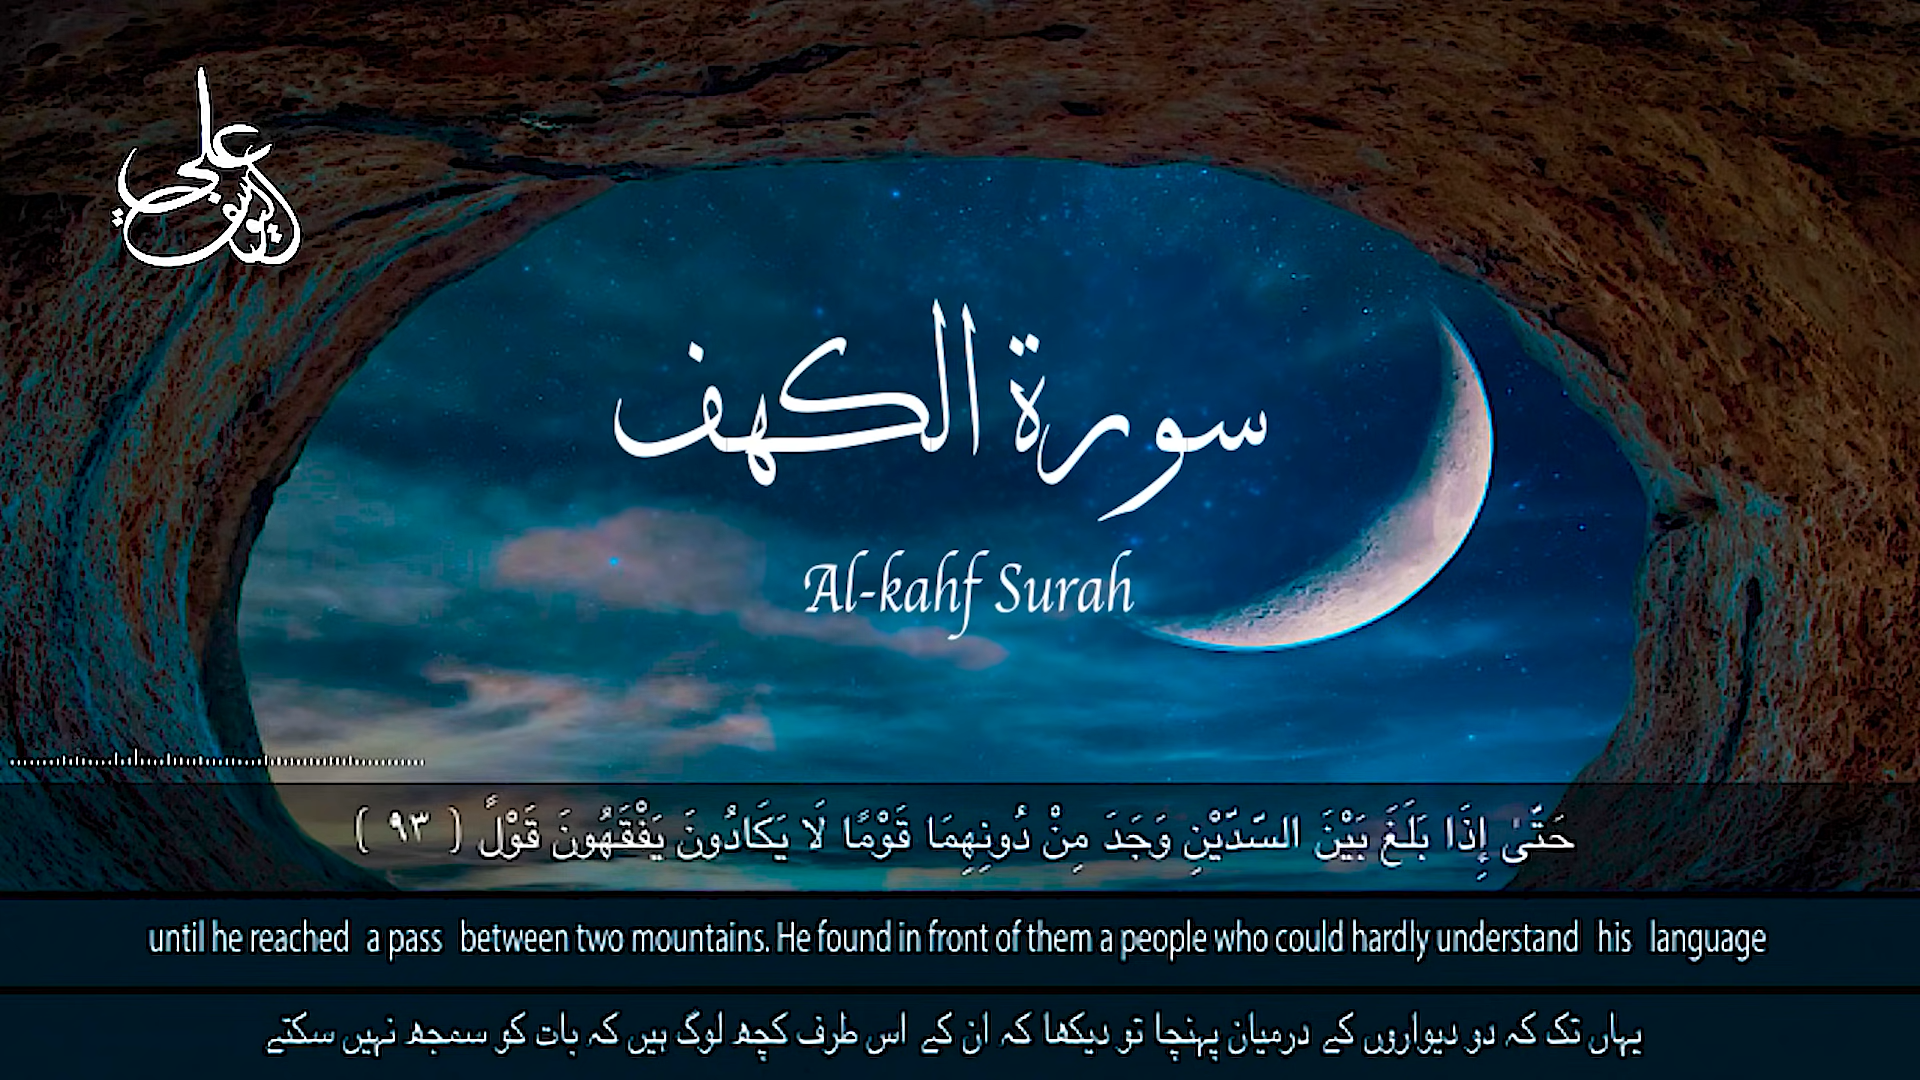 علي اليوسف
سورة الكهف
Al-kahf Surah
حَتَّىٰ إِذَا بَلَغَ بَيْنَ السَّدَّيْنِ وَجَدَ مِنْ دُونِهِمَا قَوْمًا لَا يَكَادُونَ يَفْقَهُونَ قَوْلً ( ٩٣ )
until he reached a pass between two mountains. He found in front of them a people who could hardly understand his language
یہاں تک کہ دو دیواروں کے درمیان پہنچا تو دیکھا کہ ان کے اس طرف کچھ لوگ ہیں کہ بات کو سمجھ نہیں سکتے